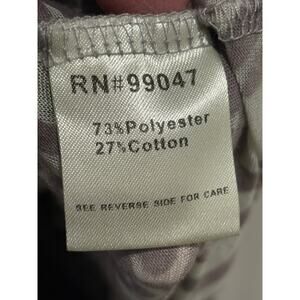 RN#99047
73%Polyester
27%Cotton
SEE REVERSE SIDE FOR CARE